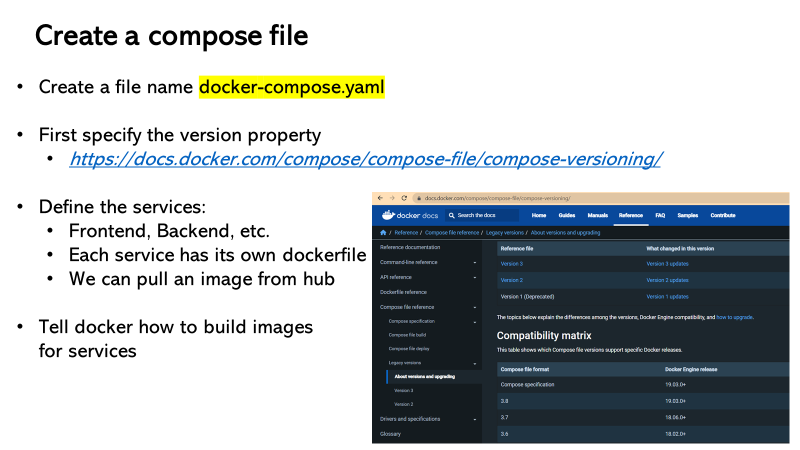 Create a compose file
• Create a file name docker-compose.yaml
• First specify the version property
• https://docs.docker.com/compose/compose-file/compose-versioning/
• Define the services:
• Frontend, Backend, etc.
• Each service has its own dockerfile
• We can pull an image from hub
• Tell docker how to build images
for services
docs.docker.com/compose/compose-file/compose-versioning/
docker docs Search the docs Home Guides Manuals Reference FAQ Samples Contribute
/ Reference / Compose file reference / Legacy versions / About versions and upgrading
Reference documentation
Command-line reference
API reference
Dockerfile reference
Compose file reference
Compose specification
Compose file build
Compose file deploy
Legacy versions
About versions and upgrading
Version 3
Version 2
Drivers and specifications
Glossary
Reference file What changed in this version
Version 3 Version 3 updates
Version 2 Version 2 updates
Version 1 (Deprecated) Version 1 updates
The topics below explain the differences among the versions, Docker Engine compatibility, and how to upgrade.
Compatibility matrix
This table shows which Compose file versions support specific Docker releases.
Compose file format Docker Engine release
Compose specification 19.03.0+
3.8 19.03.0+
3.7 18.06.0+
3.6 18.02.0+